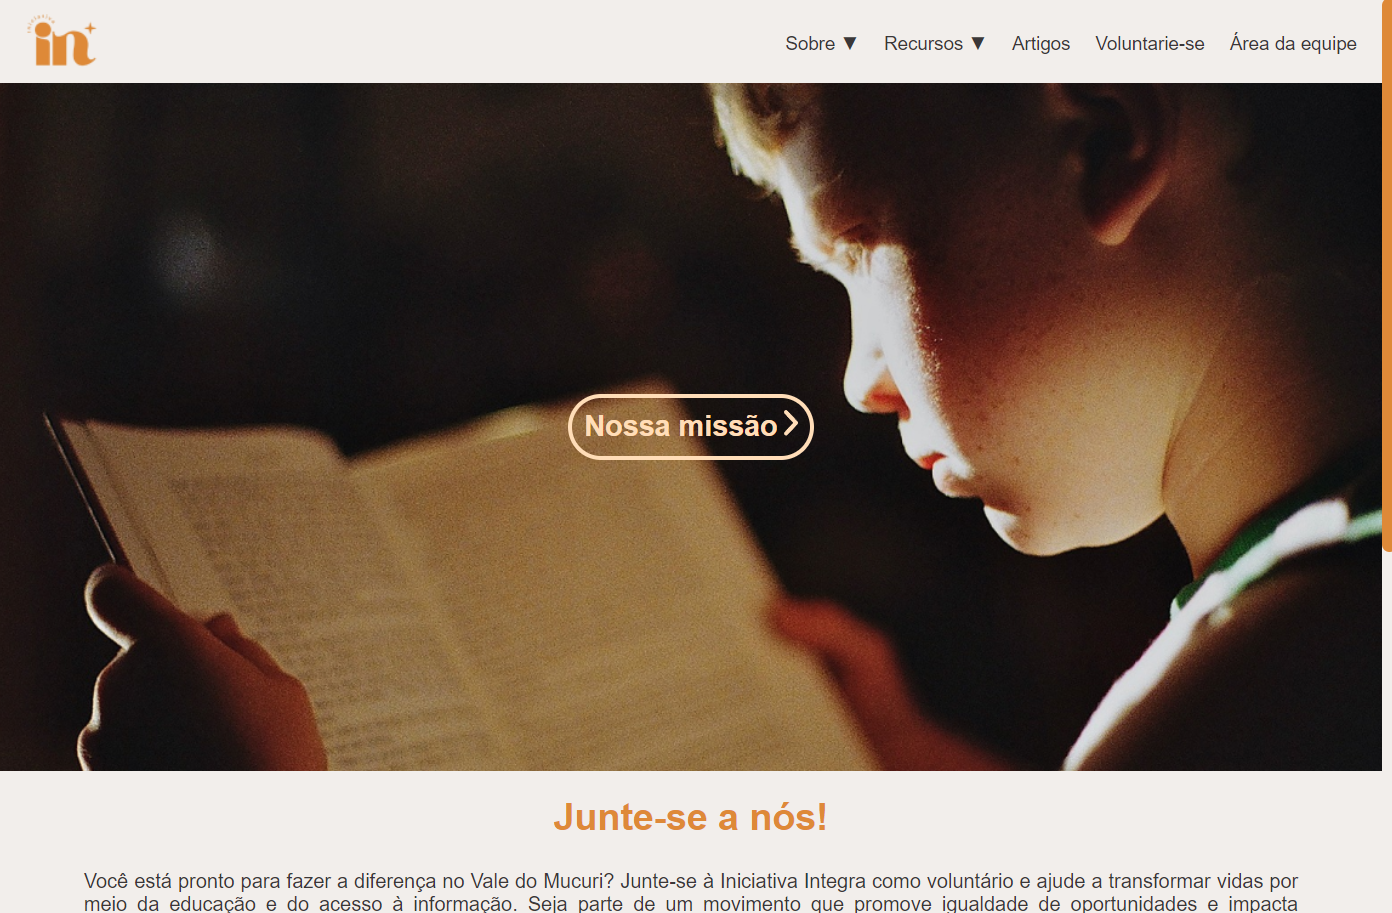 in
Sobre ▼ Recursos ▼ Artigos Voluntarie-se Área da equipe
Nossa missão
Junte-se a nós!
Você está pronto para fazer a diferença no Vale do Mucuri? Junte-se à Iniciativa Integra como voluntário e ajude a transformar vidas por
meio da educação e do acesso à informação. Seja parte de um movimento que promove igualdade de oportunidades e impacta